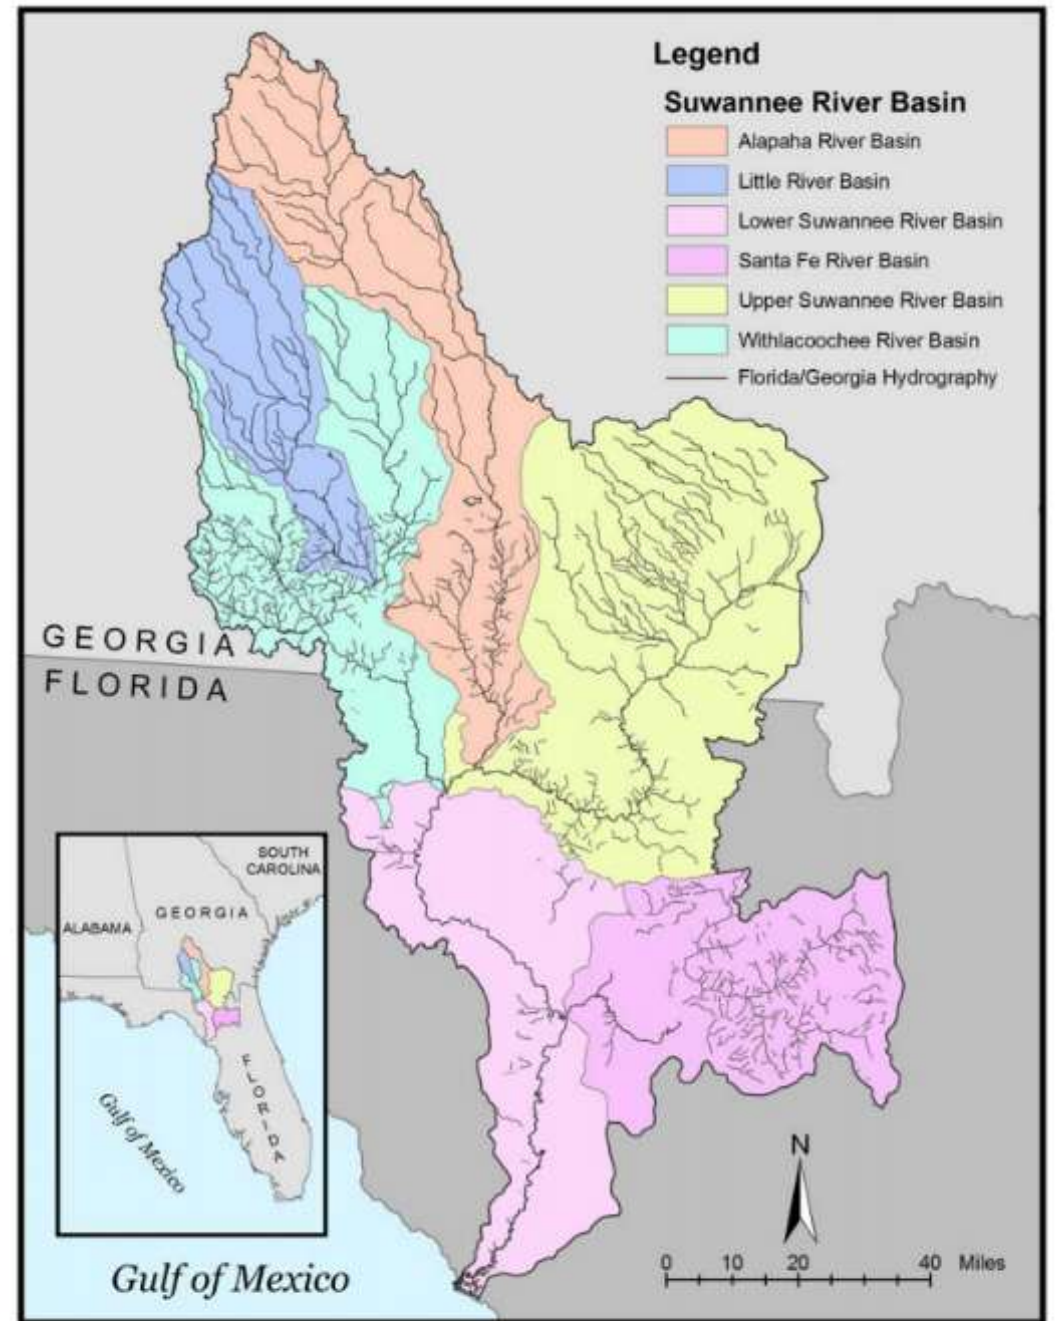 Legend
Suwannee River Basin
Alapaha River Basin
Little River Basin
Lower Suwannee River Basin
Santa Fe River Basin
Upper Suwannee River Basin
Withlacoochee River Basin
Florida/Georgia Hydrography
GEORGIA
FLORIDA
SOUTH
CAROLINA
GEORGIA
ALABAMA
FLORIDA
Gulf of Mexico
Gulf of Mexico
N
0 10 20 40 Miles